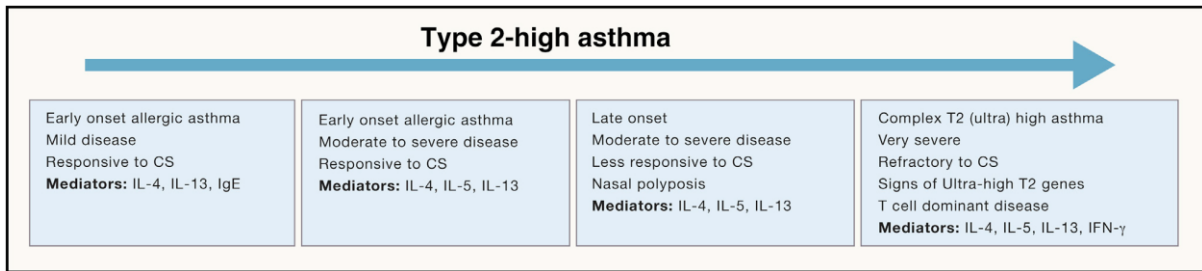 Type 2-high asthma
Early onset allergic asthma
Mild disease
Responsive to CS
Mediators: IL-4, IL-13, IgE
Early onset allergic asthma
Moderate to severe disease
Responsive to CS
Mediators: IL-4, IL-5, IL-13
Late onset
Moderate to severe disease
Less responsive to CS
Nasal polyposis
Mediators: IL-4, IL-5, IL-13
Complex T2 (ultra) high asthma
Very severe
Refractory to CS
Signs of Ultra-high T2 genes
T cell dominant disease
Mediators: IL-4, IL-5, IL-13, IFN-γ